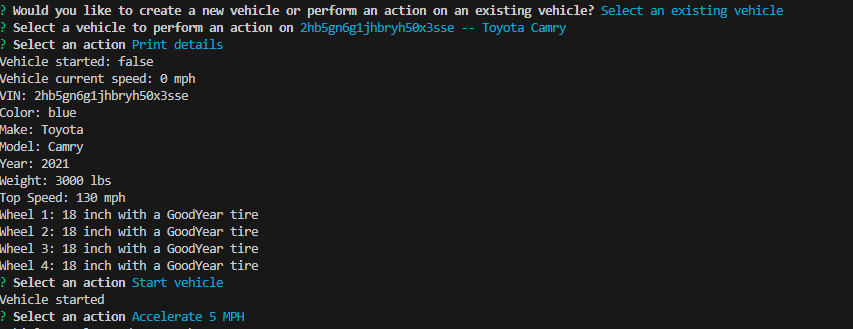 ? Would you like to create a new vehicle or perform an action on an existing vehicle? Select an existing vehicle
? Select a vehicle to perform an action on 2hb5gn6g1jhbryh50x3sse -- Toyota Camry
? Select an action Print details
Vehicle started: false
Vehicle current speed: 0 mph
VIN: 2hb5gn6g1jhbryh50x3sse
Color: blue
Make: Toyota
Model: Camry
Year: 2021
Weight: 3000 lbs
Top Speed: 130 mph
Wheel 1: 18 inch with a GoodYear tire
Wheel 2: 18 inch with a GoodYear tire
Wheel 3: 18 inch with a GoodYear tire
Wheel 4: 18 inch with a GoodYear tire
? Select an action Start vehicle
Vehicle started
? Select an action Accelerate 5 MPH